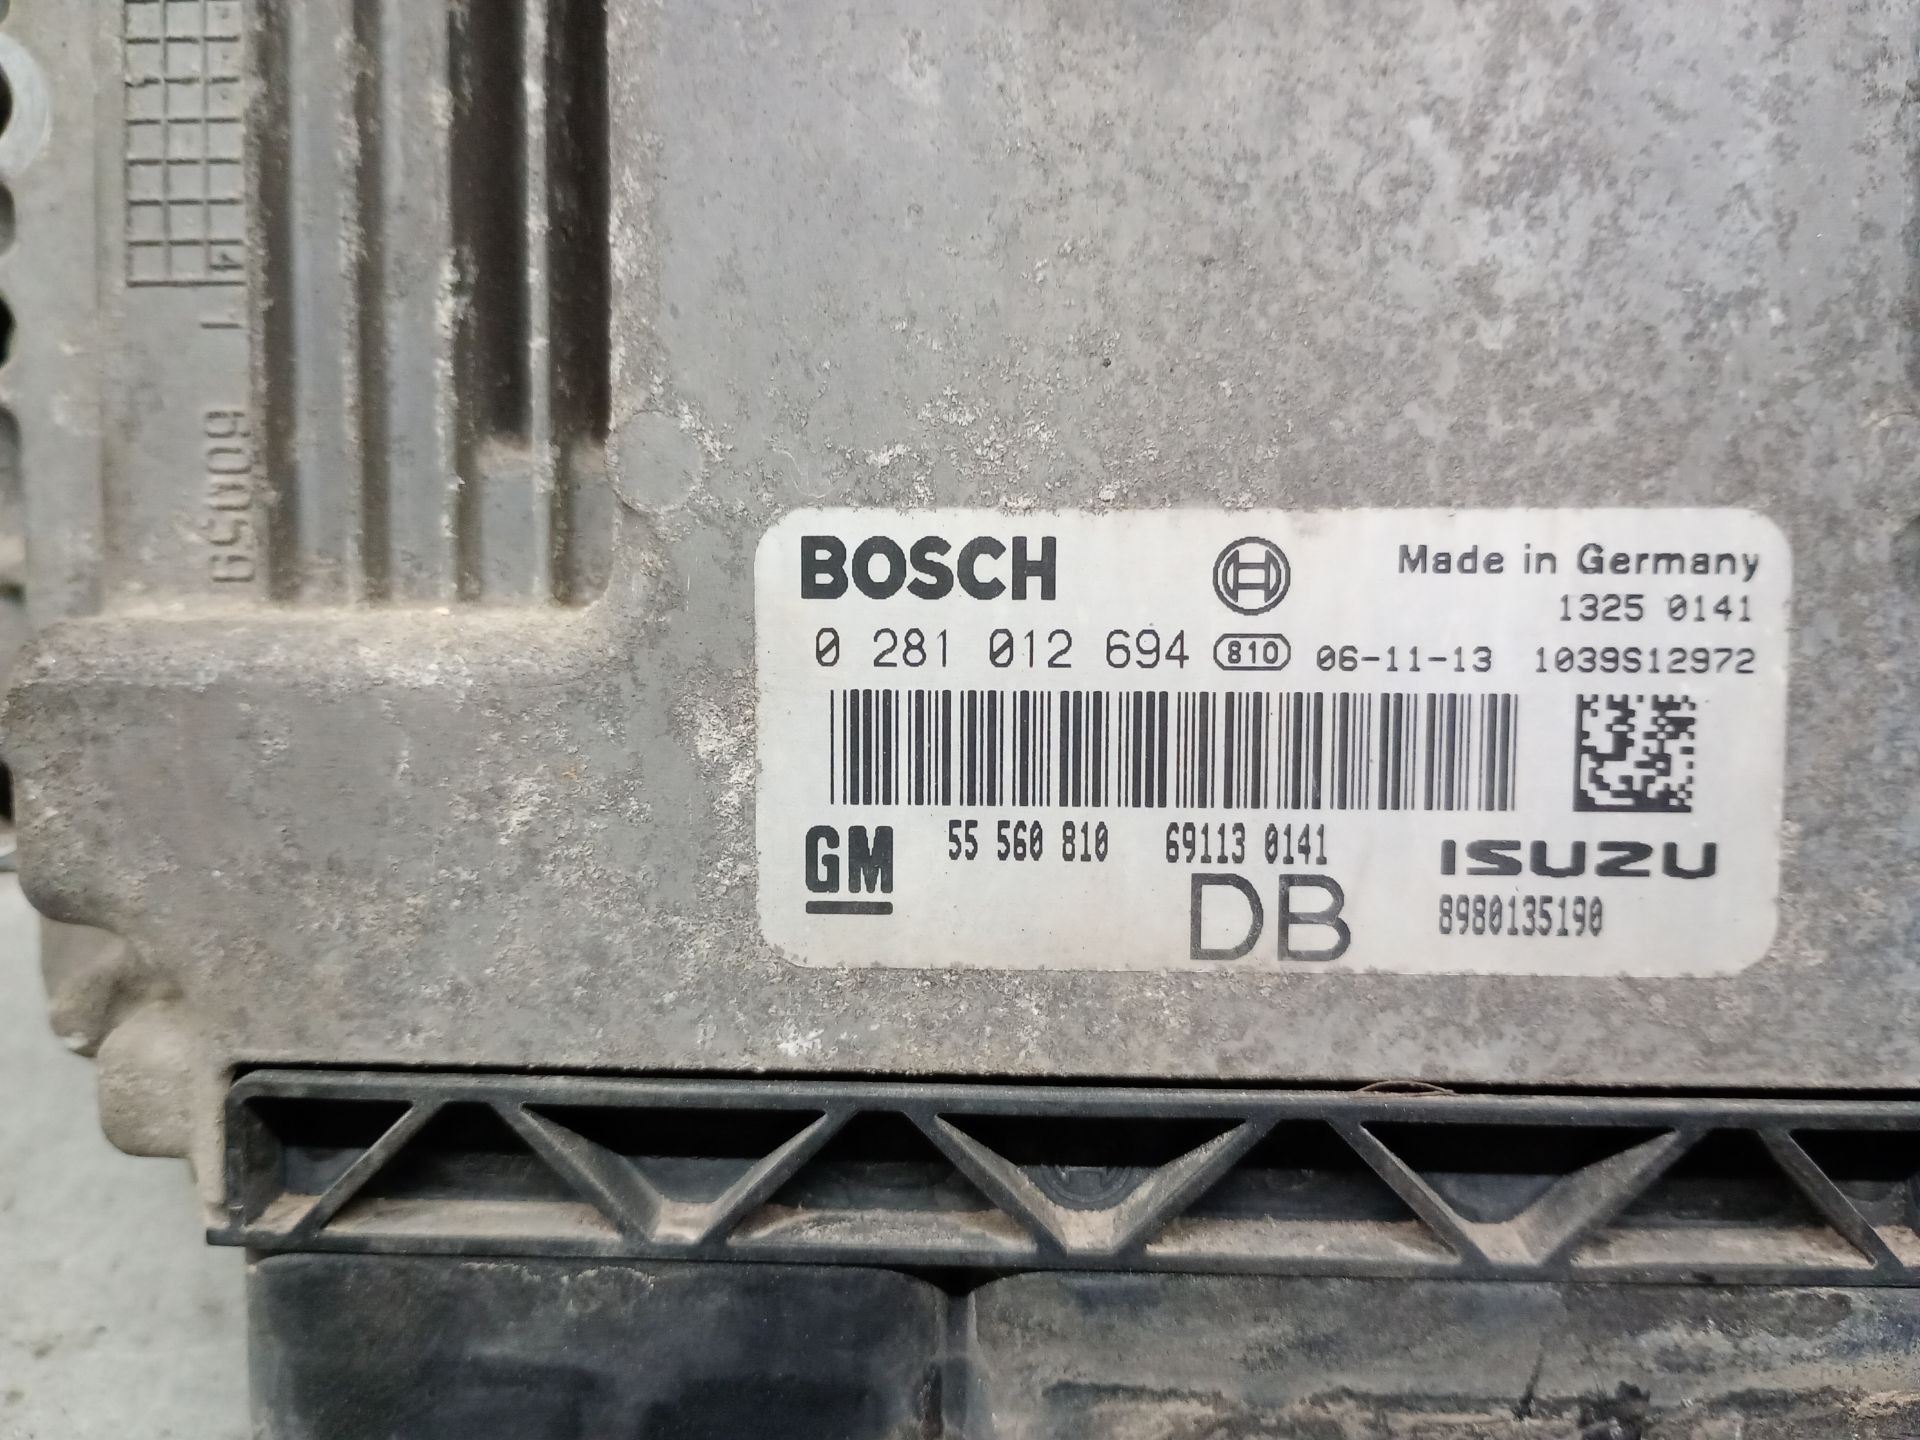 BOSCH Made in Germany
1325 0141
0 281 012 694 810 06-11-13 1039S12972
GM 55 560 810 69113 0141 ISUZU
DB 8980135190